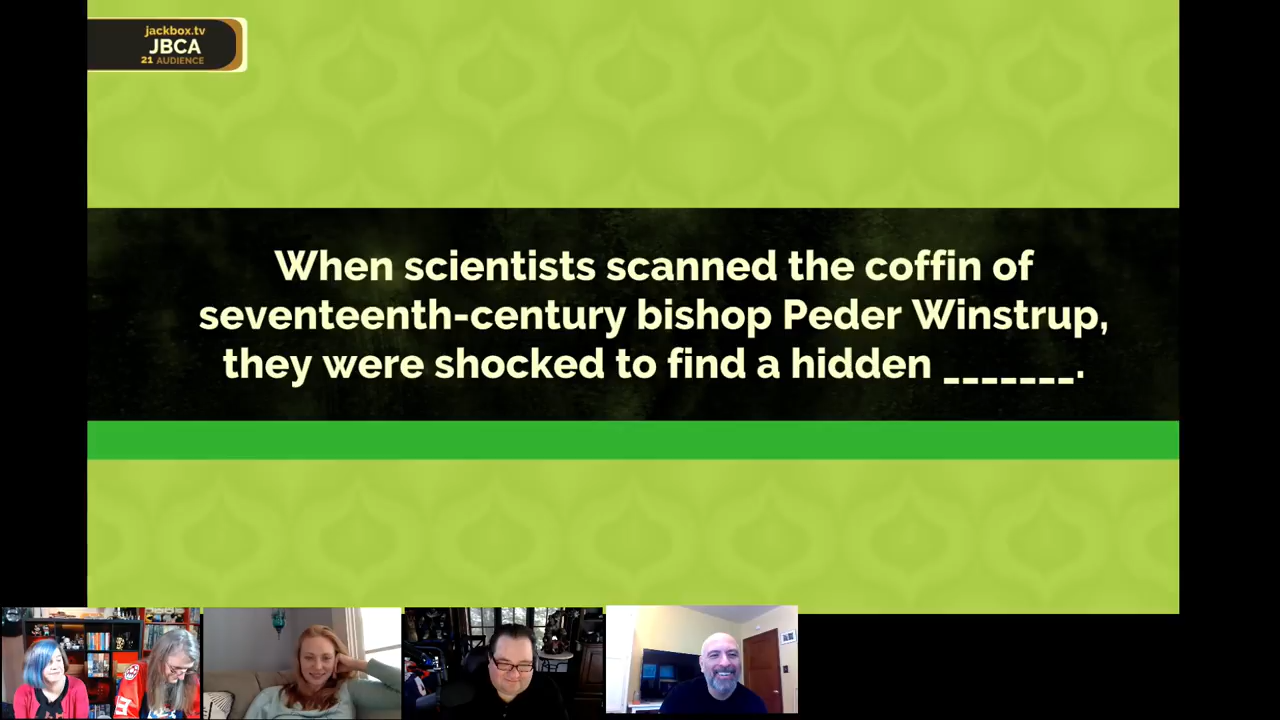 jackbox.tv
JBCA
21 AUDIENCE
When scientists scanned the coffin of
seventeenth-century bishop Peder Winstrup,
they were shocked to find a hidden _______.